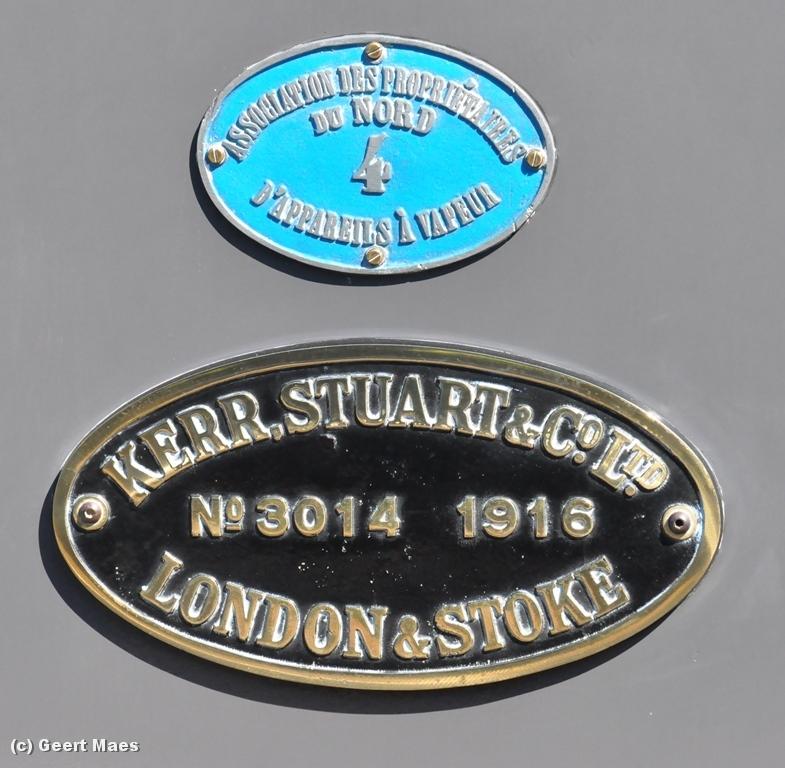 ASSOCIATION DES PROPRIÉTAIRES
DU NORD
4
D'APPAREILS À VAPEUR
KERR, STUART & Co. LTD.
No 3014 1916
LONDON & STOKE
(c) Geert Maes